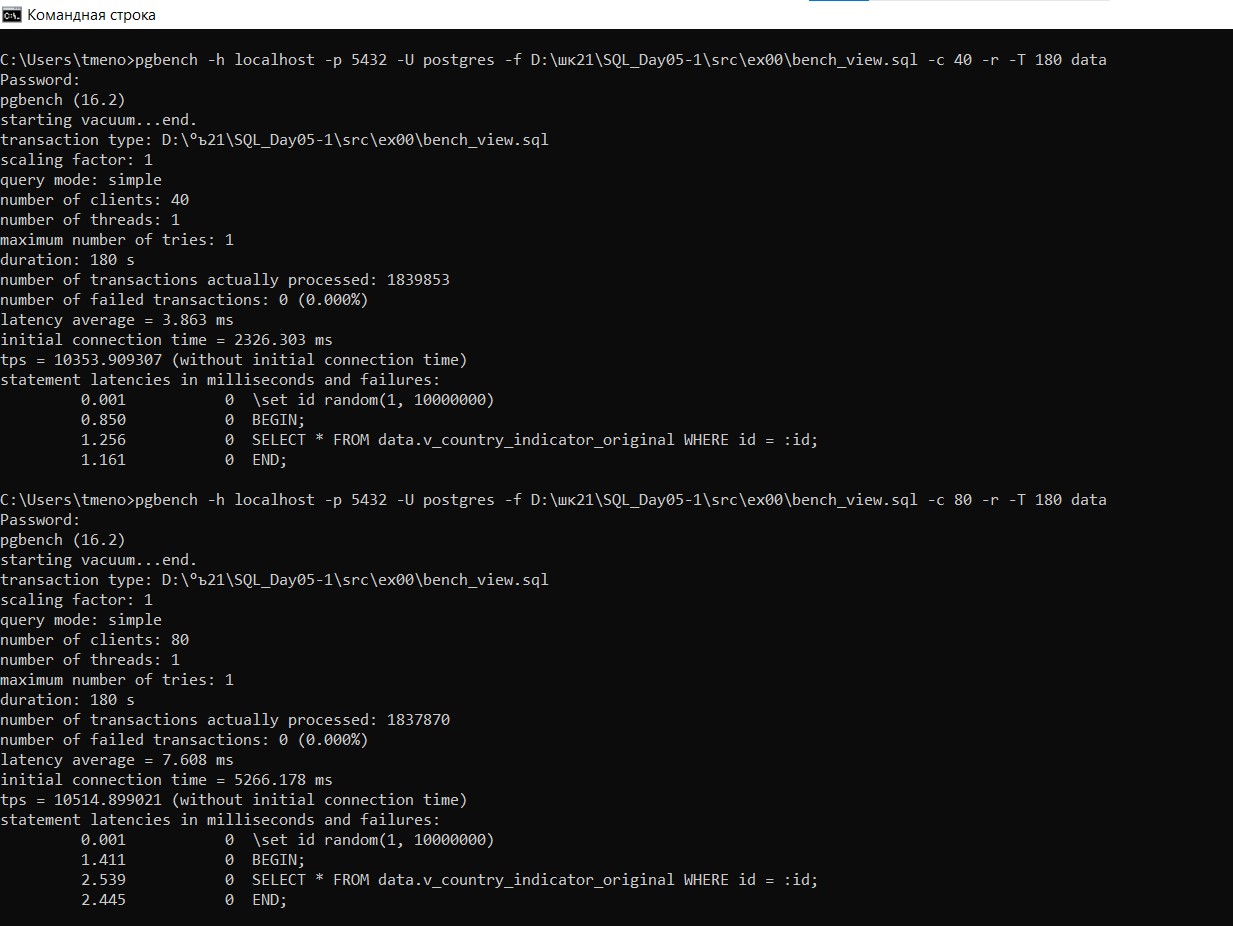 Командная строка
C:\Users\tmeno>pgbench -h localhost -p 5432 -U postgres -f D:\шк21\SQL_Day05-1\src\ex00\bench_view.sql -c 40 -r -T 180 data
Password:
pgbench (16.2)
starting vacuum...end.
transaction type: D:\°ъ21\SQL_Day05-1\src\ex00\bench_view.sql
scaling factor: 1
query mode: simple
number of clients: 40
number of threads: 1
maximum number of tries: 1
duration: 180 s
number of transactions actually processed: 1839853
number of failed transactions: 0 (0.000%)
latency average = 3.863 ms
initial connection time = 2326.303 ms
tps = 10353.909307 (without initial connection time)
statement latencies in milliseconds and failures:
0.001 0 \set id random(1, 10000000)
0.850 0 BEGIN;
1.256 0 SELECT * FROM data.v_country_indicator_original WHERE id = :id;
1.161 0 END;
C:\Users\tmeno>pgbench -h localhost -p 5432 -U postgres -f D:\шк21\SQL_Day05-1\src\ex00\bench_view.sql -c 80 -r -T 180 data
Password:
pgbench (16.2)
starting vacuum...end.
transaction type: D:\°ъ21\SQL_Day05-1\src\ex00\bench_view.sql
scaling factor: 1
query mode: simple
number of clients: 80
number of threads: 1
maximum number of tries: 1
duration: 180 s
number of transactions actually processed: 1837870
number of failed transactions: 0 (0.000%)
latency average = 7.608 ms
initial connection time = 5266.178 ms
tps = 10514.899021 (without initial connection time)
statement latencies in milliseconds and failures:
0.001 0 \set id random(1, 10000000)
1.411 0 BEGIN;
2.539 0 SELECT * FROM data.v_country_indicator_original WHERE id = :id;
2.445 0 END;